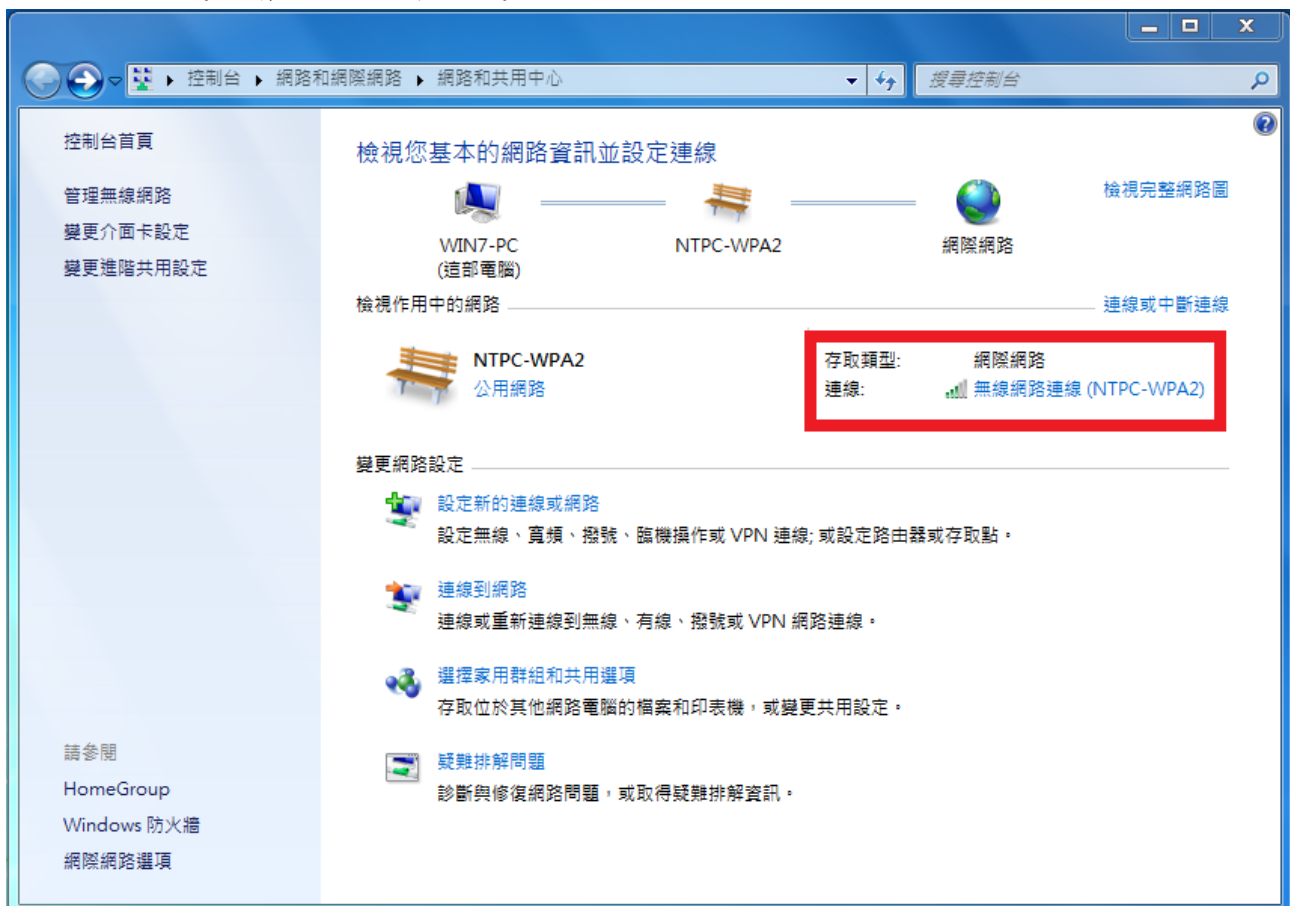 控制台 ▸ 網路和網際網路 ▸ 網路和共用中心
搜尋控制台
控制台首頁
管理無線網路
變更介面卡設定
變更進階共用設定
檢視您基本的網路資訊並設定連線
檢視完整網路圖
WIN7-PC
(這部電腦)
NTPC-WPA2
網際網路
檢視作用中的網路
連線或中斷連線
NTPC-WPA2
公用網路
存取類型: 網際網路
連線: 無線網路連線 (NTPC-WPA2)
變更網路設定
設定新的連線或網路
設定無線、寬頻、撥號、臨機操作或 VPN 連線; 或設定路由器或存取點。
連線到網路
連線或重新連線到無線、有線、撥號或 VPN 網路連線。
選擇家用群組和共用選項
存取位於其他網路電腦的檔案和印表機，或變更共用設定。
疑難排解問題
診斷與修復網路問題，或取得疑難排解資訊。
請參閱
HomeGroup
Windows 防火牆
網際網路選項